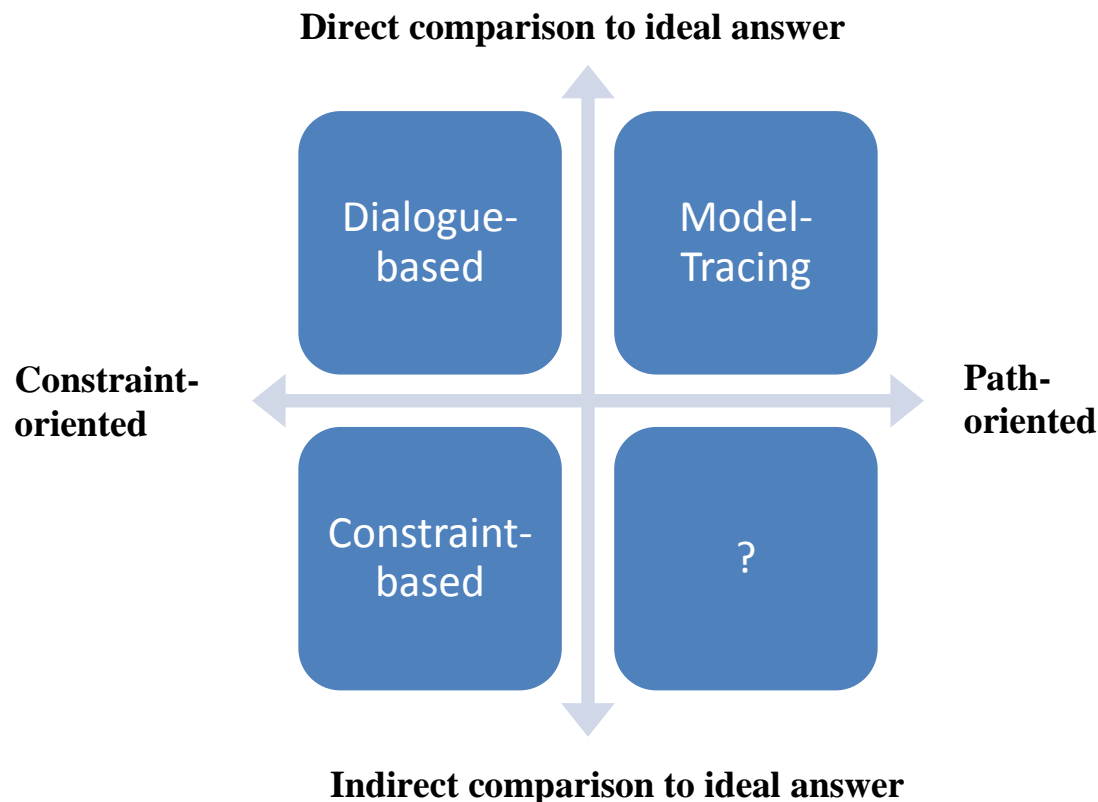 Direct comparison to ideal answer
Dialogue-
based
Model-
Tracing
Constraint-
oriented
Path-
oriented
Constraint-
based
?
Indirect comparison to ideal answer